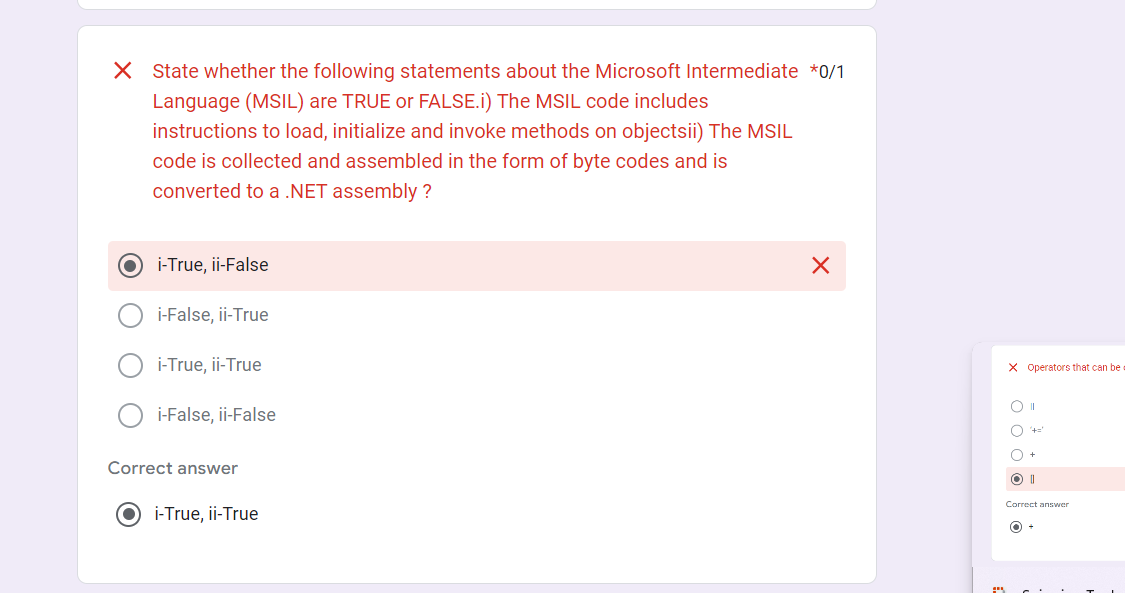 State whether the following statements about the Microsoft Intermediate *0/1
Language (MSIL) are TRUE or FALSE.i) The MSIL code includes
instructions to load, initialize and invoke methods on objectsii) The MSIL
code is collected and assembled in the form of byte codes and is
converted to a .NET assembly ?
i-True, ii-False
i-False, ii-True
i-True, ii-True
i-False, ii-False
Correct answer
i-True, ii-True
Operators that can be
||
'+='
+
[]
Correct answer
+